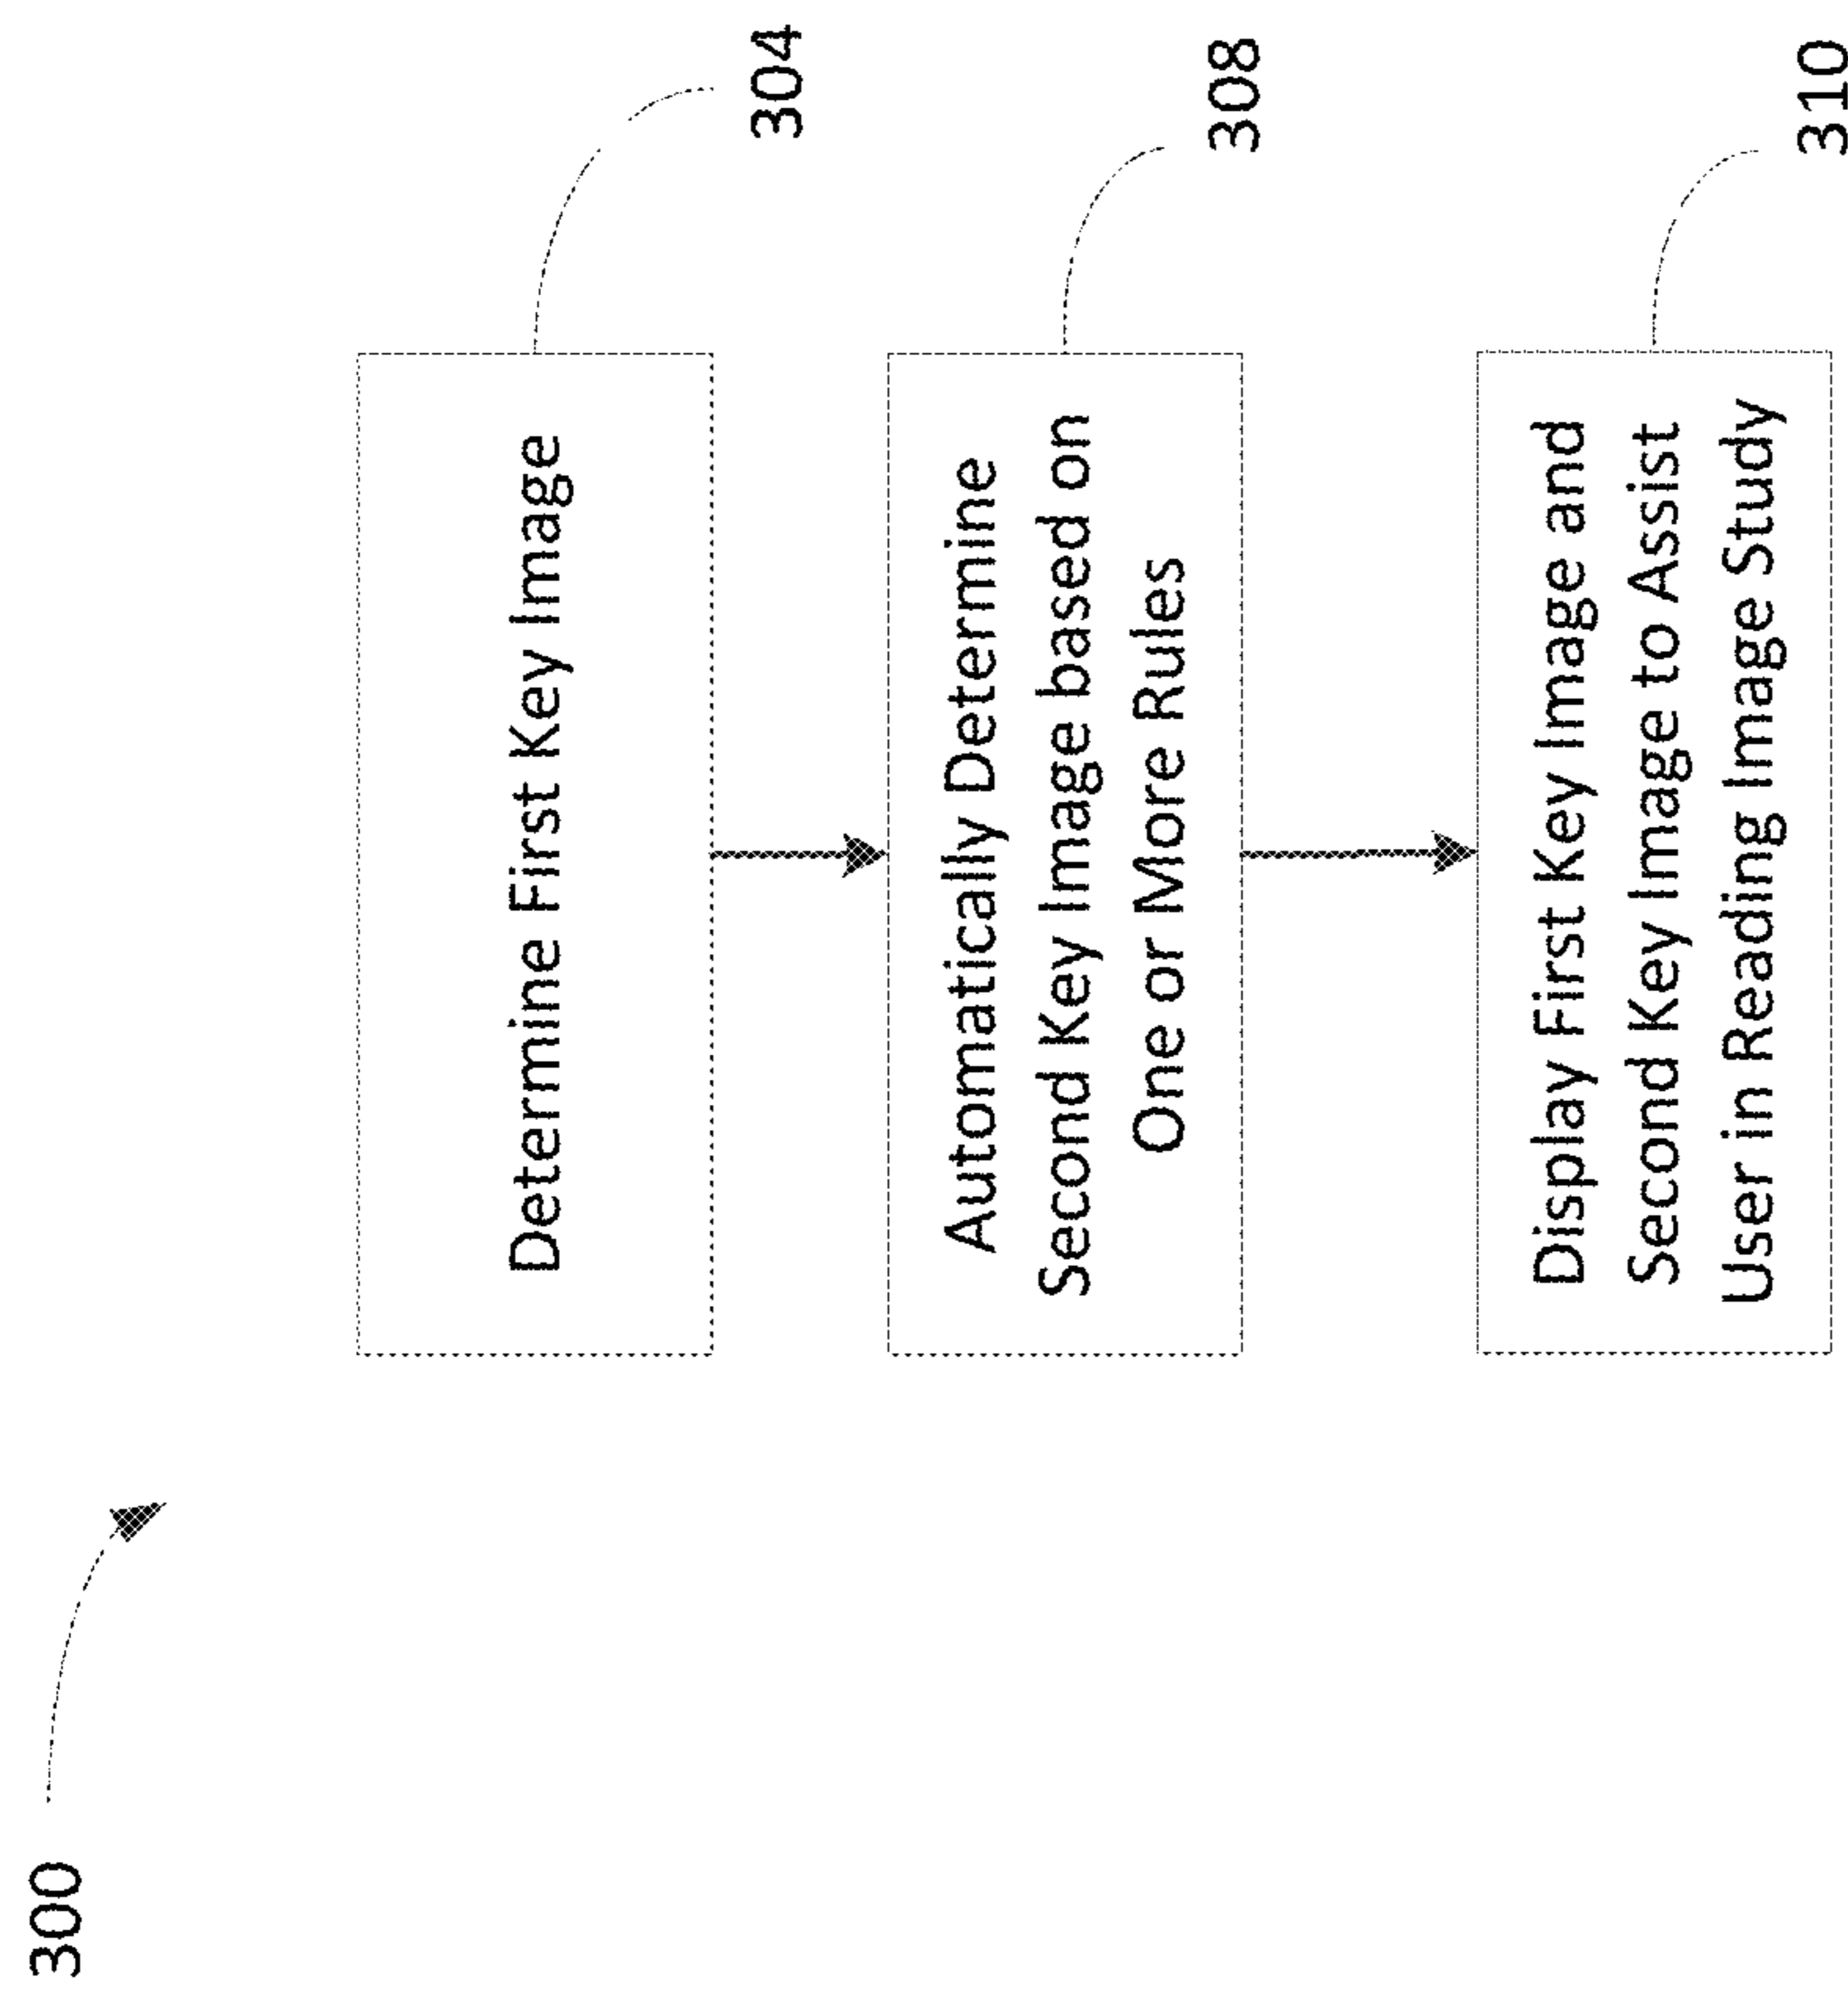 300
Determine First Key Image
304
Automatically Determine
Second Key Image based on
One or More Rules
308
Display First Key Image and
Second Key Image to Assist
User in Reading Image Study
310